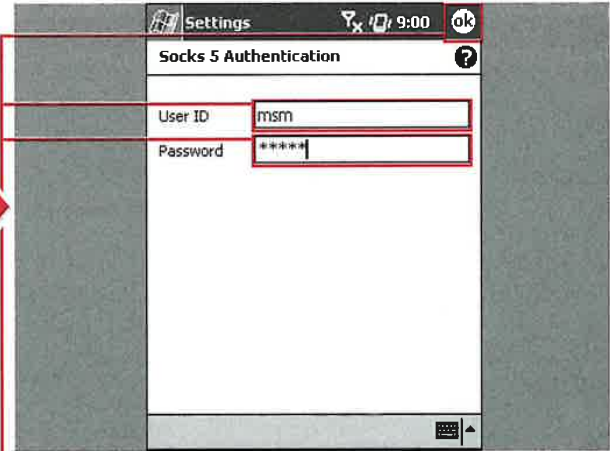 Settings 9:00 ok
Socks 5 Authentication ?
User ID msm
Password *****